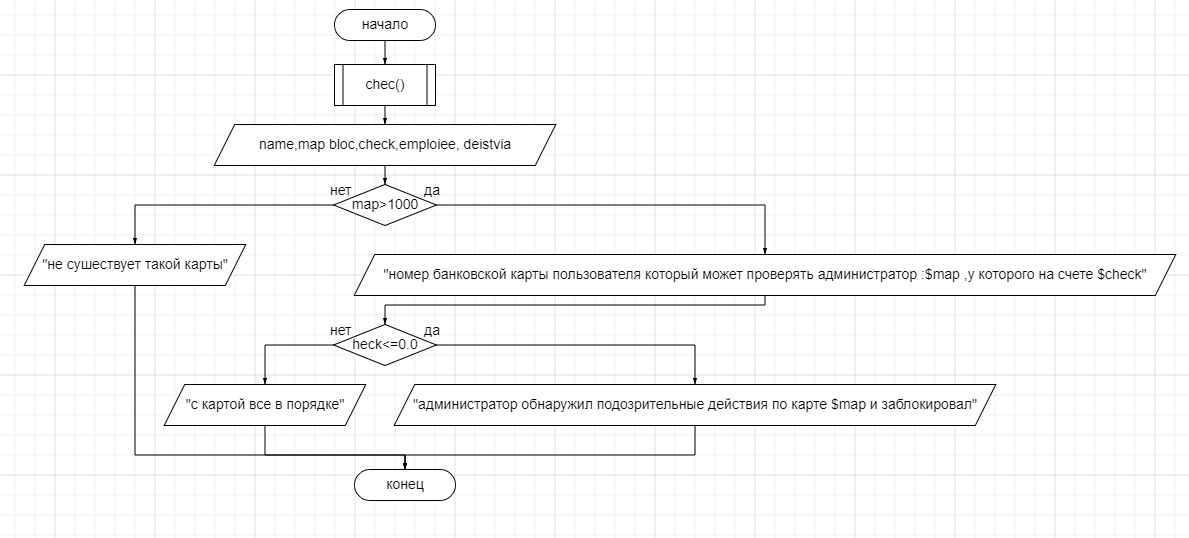 начало
chec()
name,map bloc,check,emploiee, deistvia
нет
да
map>1000
"не сушествует такой карты"
"номер банковской карты пользователя который может проверять администратор :$map ,у которого на счете $check"
нет
да
heck<=0.0
"с картой все в порядке"
"администратор обнаружил подозрительные действия по карте $map и заблокировал"
конец